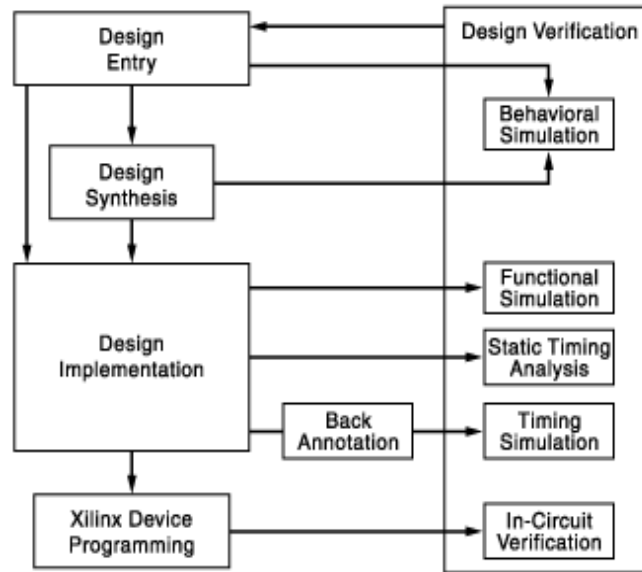 Design
Entry
Design Verification
Behavioral
Simulation
Design
Synthesis
Functional
Simulation
Design
Implementation
Static Timing
Analysis
Back
Annotation
Timing
Simulation
Xilinx Device
Programming
In-Circuit
Verification